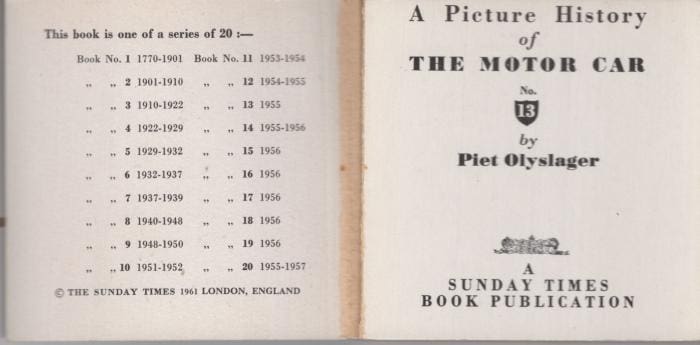 This book is one of a series of 20 :—
Book No. 1 1770-1901 Book No. 11 1953-1954
„ „ 2 1901-1910 „ „ 12 1954-1955
„ „ 3 1910-1922 „ „ 13 1955
„ „ 4 1922-1929 „ „ 14 1955-1956
„ „ 5 1929-1932 „ „ 15 1956
„ „ 6 1932-1937 „ „ 16 1956
„ „ 7 1937-1939 „ „ 17 1956
„ „ 8 1940-1948 „ „ 18 1956
„ „ 9 1948-1950 „ „ 19 1956
„ „ 10 1951-1952 „ „ 20 1955-1957
© THE SUNDAY TIMES 1961 LONDON, ENGLAND
A Picture History
of
THE MOTOR CAR
No.
13
by
Piet Olyslager
A
SUNDAY TIMES
BOOK PUBLICATION